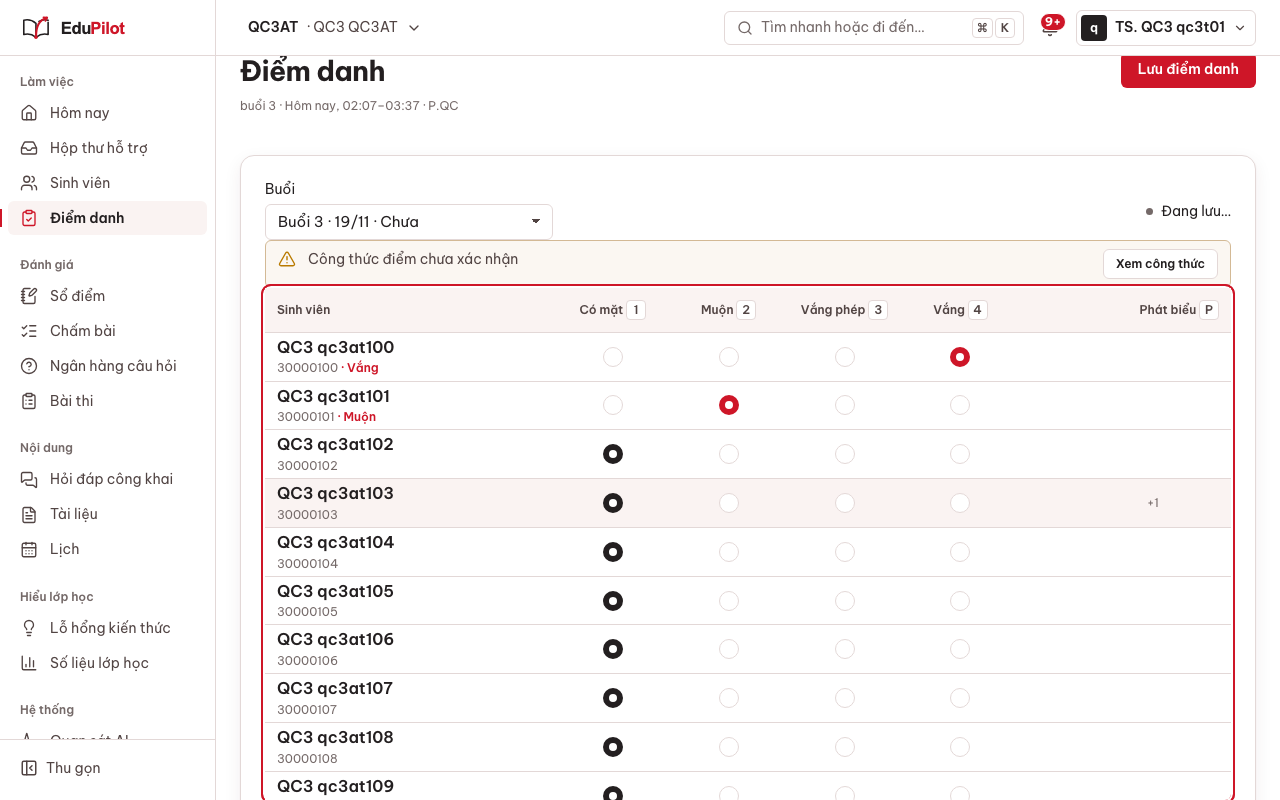 EduPilot
QC3AT · QC3 QC3AT
Tìm nhanh hoặc đi đến... ⌘ K
9+
q TS. QC3 qc3t01
Làm việc
Hôm nay
Hộp thư hỗ trợ
Sinh viên
Điểm danh
Đánh giá
Sổ điểm
Chấm bài
Ngân hàng câu hỏi
Bài thi
Nội dung
Hỏi đáp công khai
Tài liệu
Lịch
Hiểu lớp học
Lỗ hổng kiến thức
Số liệu lớp học
Hệ thống
Thu gọn
Điểm danh
Lưu điểm danh
buổi 3 · Hôm nay, 02:07–03:37 · P.QC
Buổi
Buổi 3 · 19/11 · Chưa
Đang lưu...
Công thức điểm chưa xác nhận
Xem công thức
Sinh viên Có mặt 1 Muộn 2 Vắng phép 3 Vắng 4 Phát biểu P
QC3 qc3at100
30000100 · Vắng
QC3 qc3at101
30000101 · Muộn
QC3 qc3at102
30000102
QC3 qc3at103
30000103
+1
QC3 qc3at104
30000104
QC3 qc3at105
30000105
QC3 qc3at106
30000106
QC3 qc3at107
30000107
QC3 qc3at108
30000108
QC3 qc3at109